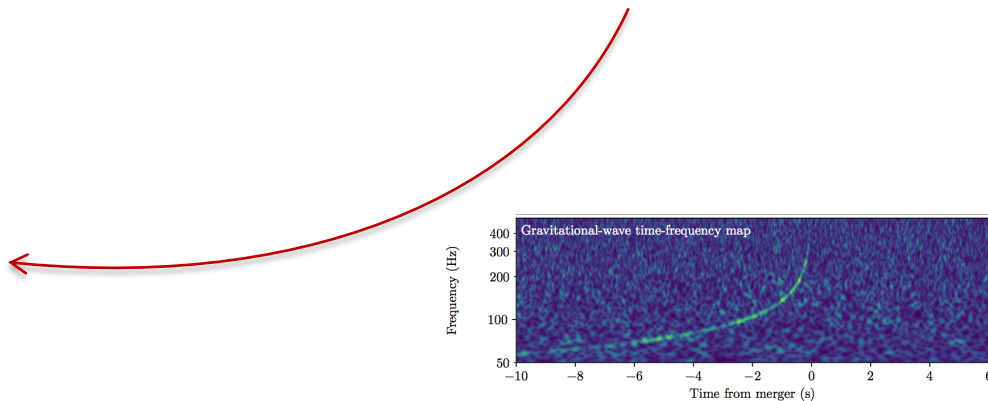 Gravitational-wave time-frequency map
400
300
200
100
50
Frequency (Hz)
−10 −8 −6 −4 −2 0 2 4 6
Time from merger (s)